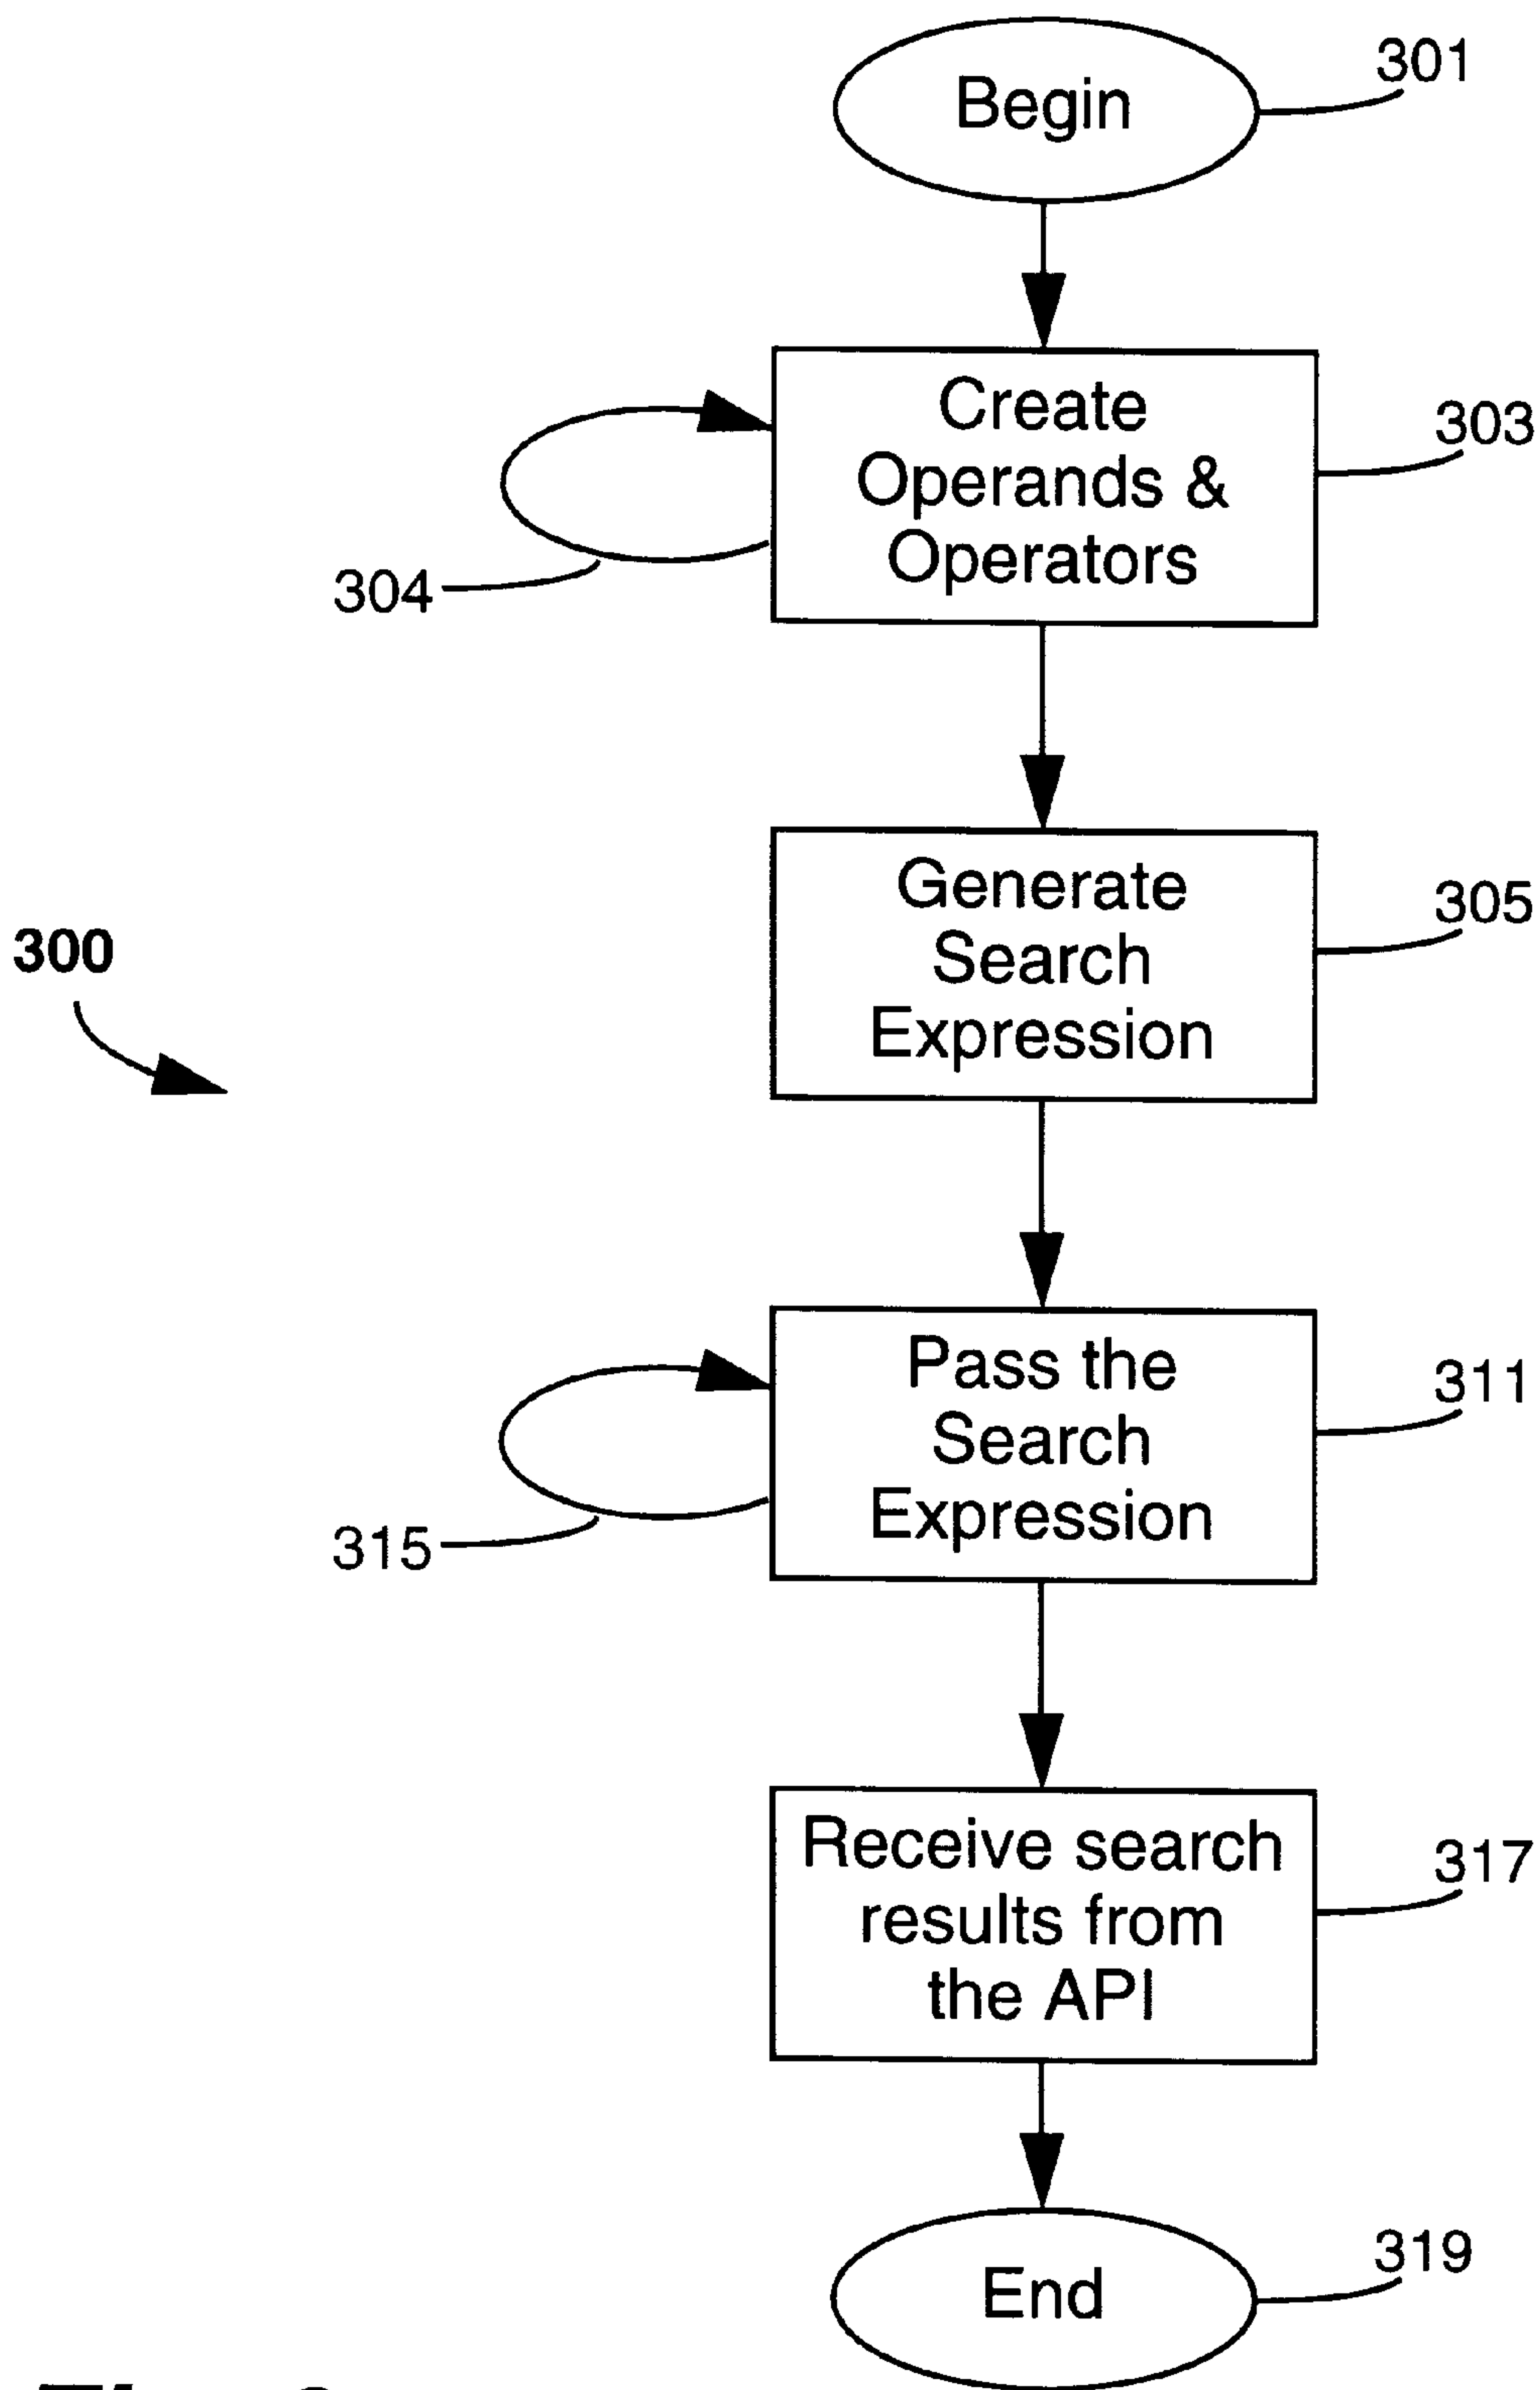 Begin
301
Create
Operands &
Operators
303
304
Generate
Search
Expression
305
300
Pass the
Search
Expression
311
315
Receive search
results from
the API
317
End
319